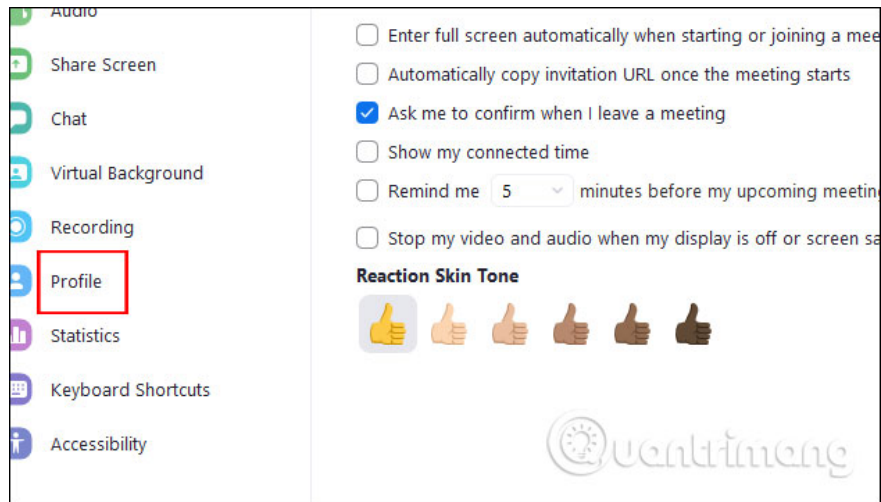 Audio
Share Screen
Chat
Virtual Background
Recording
Profile
Statistics
Keyboard Shortcuts
Accessibility
Enter full screen automatically when starting or joining a mee
Automatically copy invitation URL once the meeting starts
Ask me to confirm when I leave a meeting
Show my connected time
Remind me 5 minutes before my upcoming meeting
Stop my video and audio when my display is off or screen sa
Reaction Skin Tone
Quantrimang